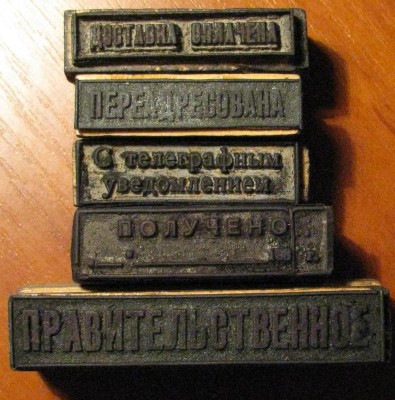 ДОСТАВКА ОПЛАЧЕНА
ПЕРЕАДРЕСОВАНА
С телеграфным
уведомлением
ПОЛУЧЕНО
г.
ПРАВИТЕЛЬСТВЕННОЕ